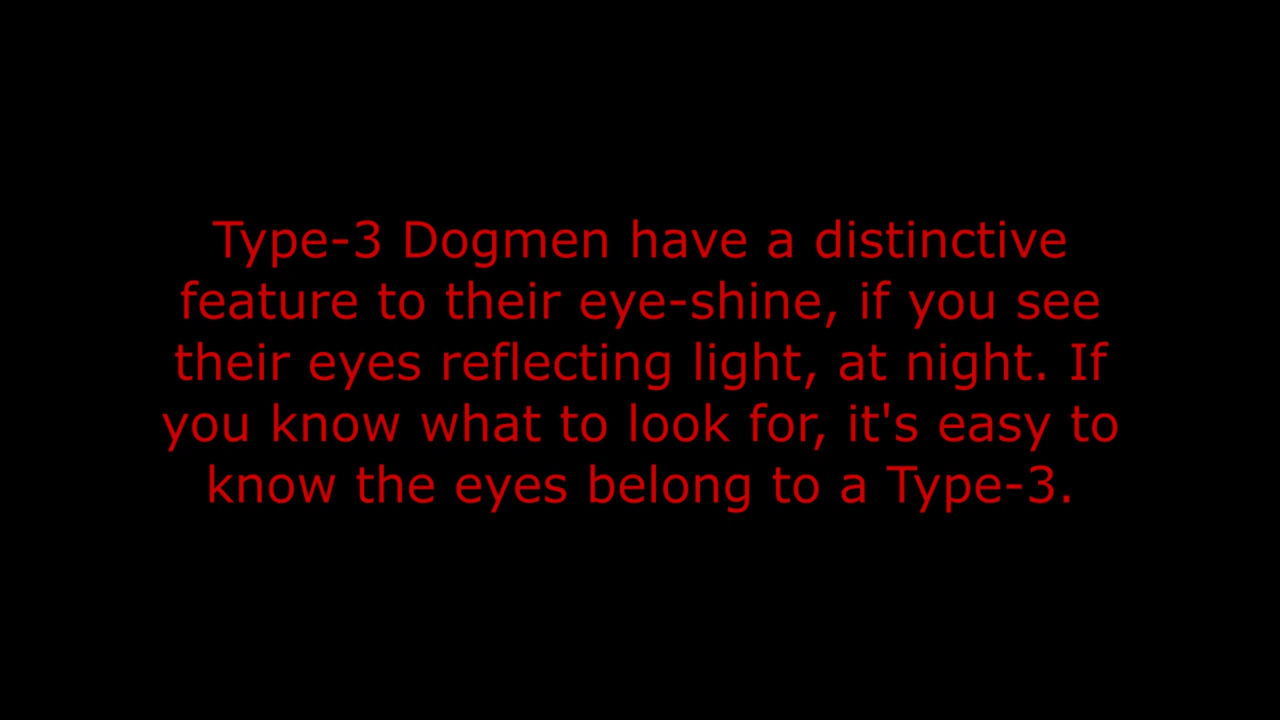 Type-3 Dogmen have a distinctive
feature to their eye-shine, if you see
their eyes reflecting light, at night. If
you know what to look for, it's easy to
know the eyes belong to a Type-3.